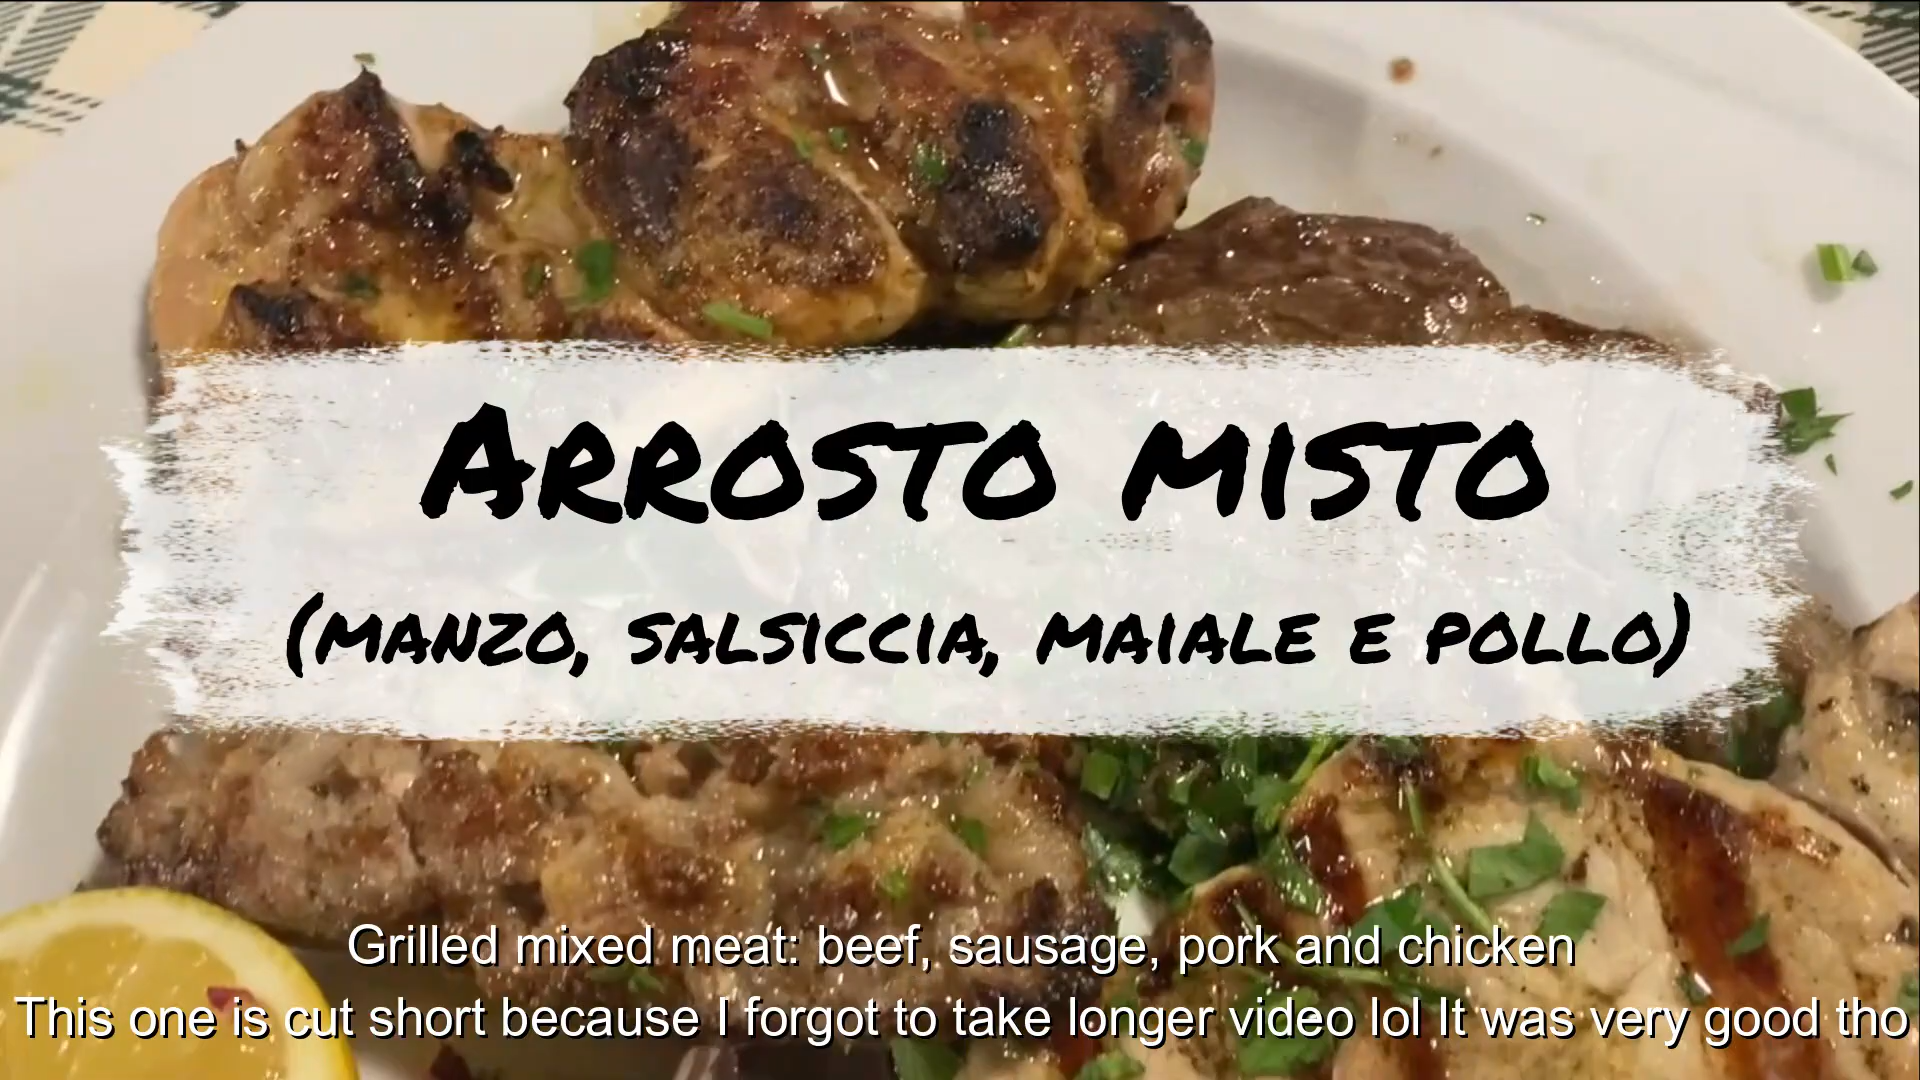 Arrosto misto
(manzo, salsiccia, maiale e pollo)
Grilled mixed meat: beef, sausage, pork and chicken
This one is cut short because I forgot to take longer video lol It was very good tho